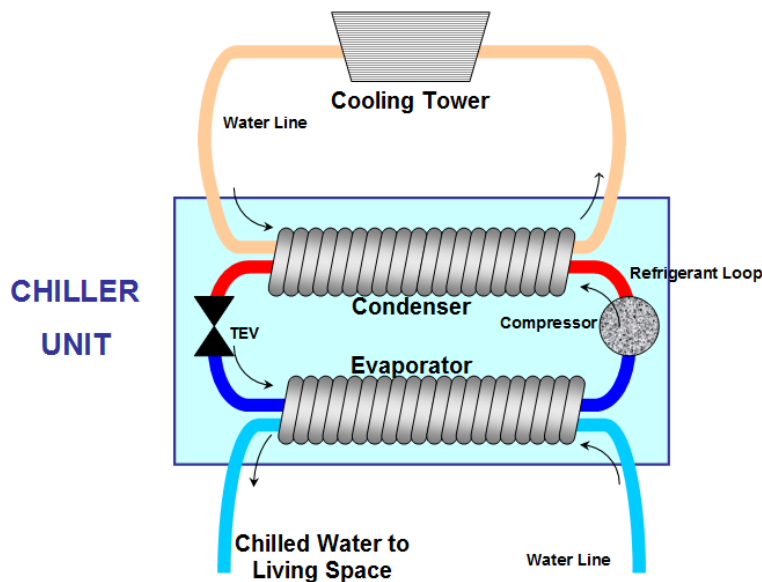 Cooling Tower
Water Line
Refrigerant Loop
CHILLER
UNIT
Condenser
Compressor
TEV
Evaporator
Chilled Water to
Living Space
Water Line